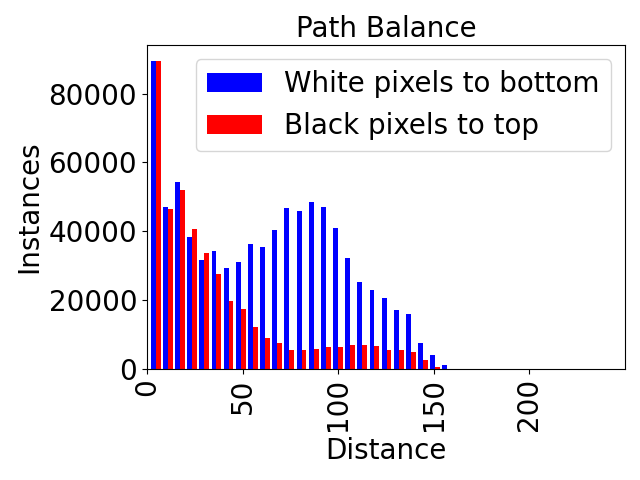 Path Balance
White pixels to bottom
Black pixels to top
Instances
80000
60000
40000
20000
0
0
50
100
150
200
Distance